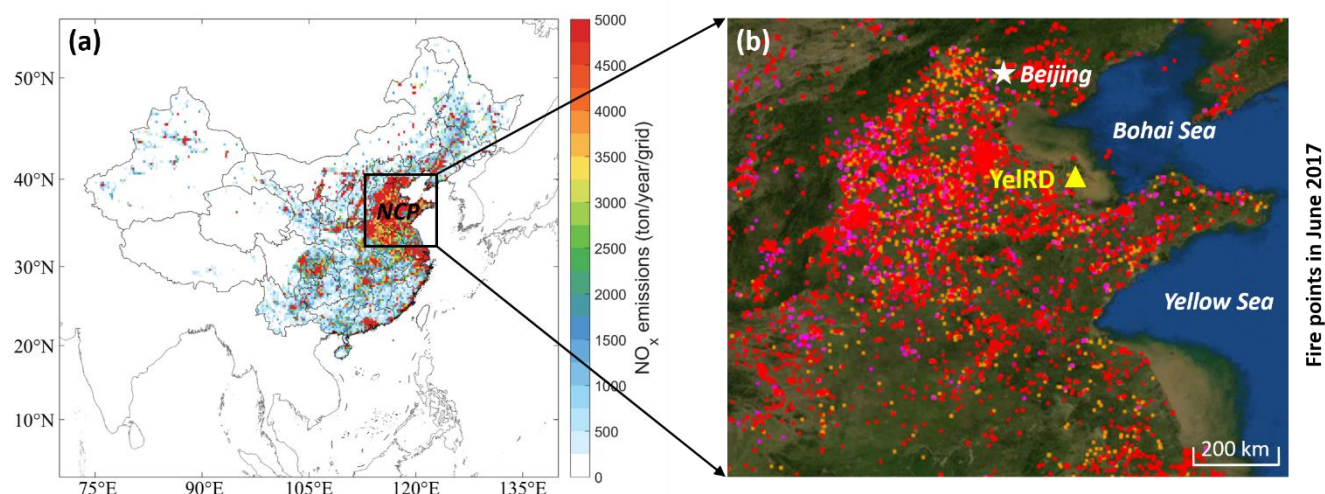 (a)
50°N
40°N
30°N
20°N
10°N
75°E
90°E
105°E
120°E
135°E
NCP
5000
4500
4000
3500
3000
2500
2000
1500
1000
500
0
NOx emissions (ton/year/grid)
(b)
Beijing
Bohai Sea
YelRD
Yellow Sea
200 km
Fire points in June 2017